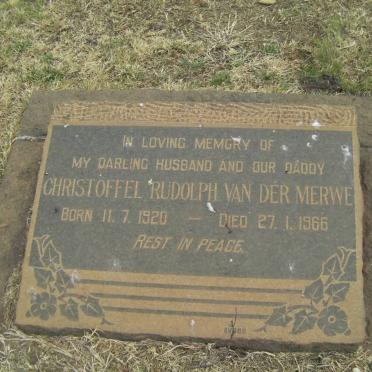 IN LOVING MEMORY OF
MY DARLING HUSBAND AND OUR DADDY
CHRISTOFFEL RUDOLPH VAN DER MERWE
BORN 11.7.1920 — DIED 27.1.1966
REST IN PEACE.